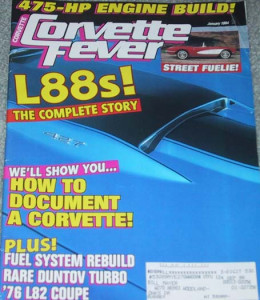 475-HP ENGINE BUILD!
CORVETTE
January 1994
Corvette
Fever
STREET FUELIE!
L88s!
THE COMPLETE STORY
WE'LL SHOW YOU...
HOW TO
DOCUMENT
A CORVETTE!
PLUS!
FUEL SYSTEM REBUILD
RARE DUNTOV TURBO
'76 L82 COUPE